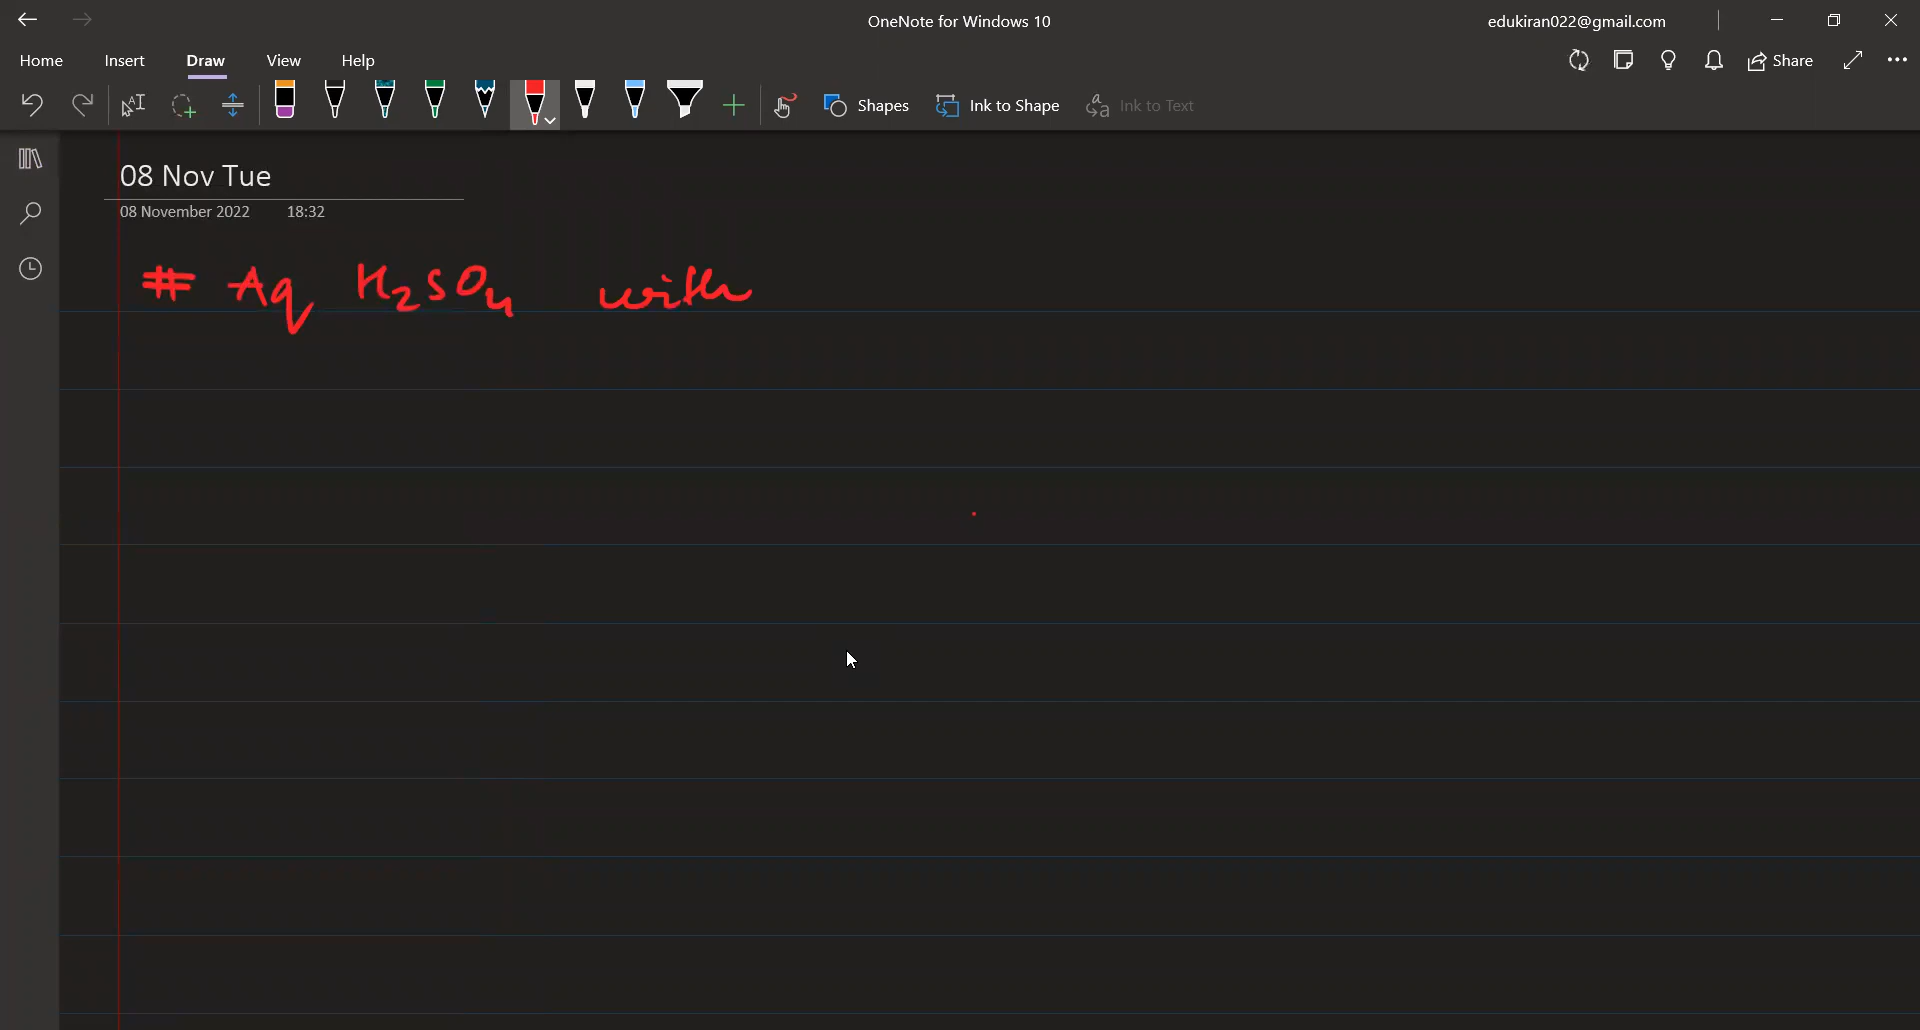 OneNote for Windows 10
edukiran022@gmail.com
Home Insert Draw View Help
Share
Shapes Ink to Shape Ink to Text
08 Nov Tue
08 November 2022 18:32
# Aq H₂SO₄ with